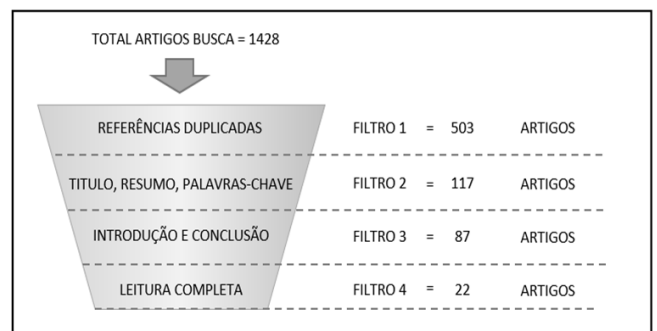 TOTAL ARTIGOS BUSCA = 1428
REFERÊNCIAS DUPLICADAS FILTRO 1 = 503 ARTIGOS
TITULO, RESUMO, PALAVRAS-CHAVE FILTRO 2 = 117 ARTIGOS
INTRODUÇÃO E CONCLUSÃO FILTRO 3 = 87 ARTIGOS
LEITURA COMPLETA FILTRO 4 = 22 ARTIGOS